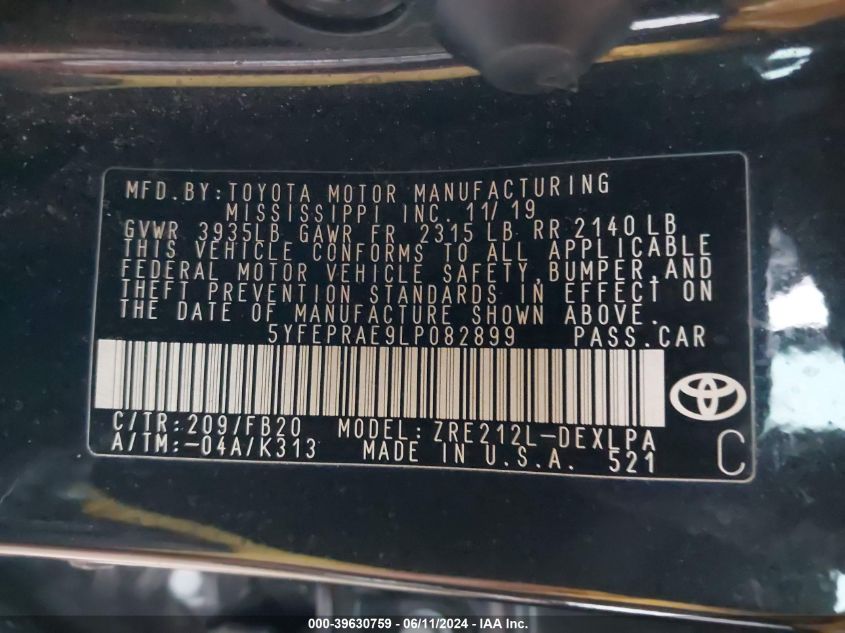 MFD.BY:TOYOTA MOTOR MANUFACTURING
MISSISSIPPI INC. 11/19
GVWR 3935LB GAWR FR 2315 LB RR 2140 LB
THIS VEHICLE CONFORMS TO ALL APPLICABLE
FEDERAL MOTOR VEHICLE SAFETY,BUMPER,AND
THEFT PREVENTION STANDARDS IN EFFECT ON
THE DATE OF MANUFACTURE SHOWN ABOVE.
5YFEPRAE9LP082899 PASS.CAR
C/TR:209/FB20 MODEL:ZRE212L-DEXLPA
A/TM:-04A/K313 MADE IN U.S.A. 521 C
000-39630759 / 06/11/2024 / IAA Inc.